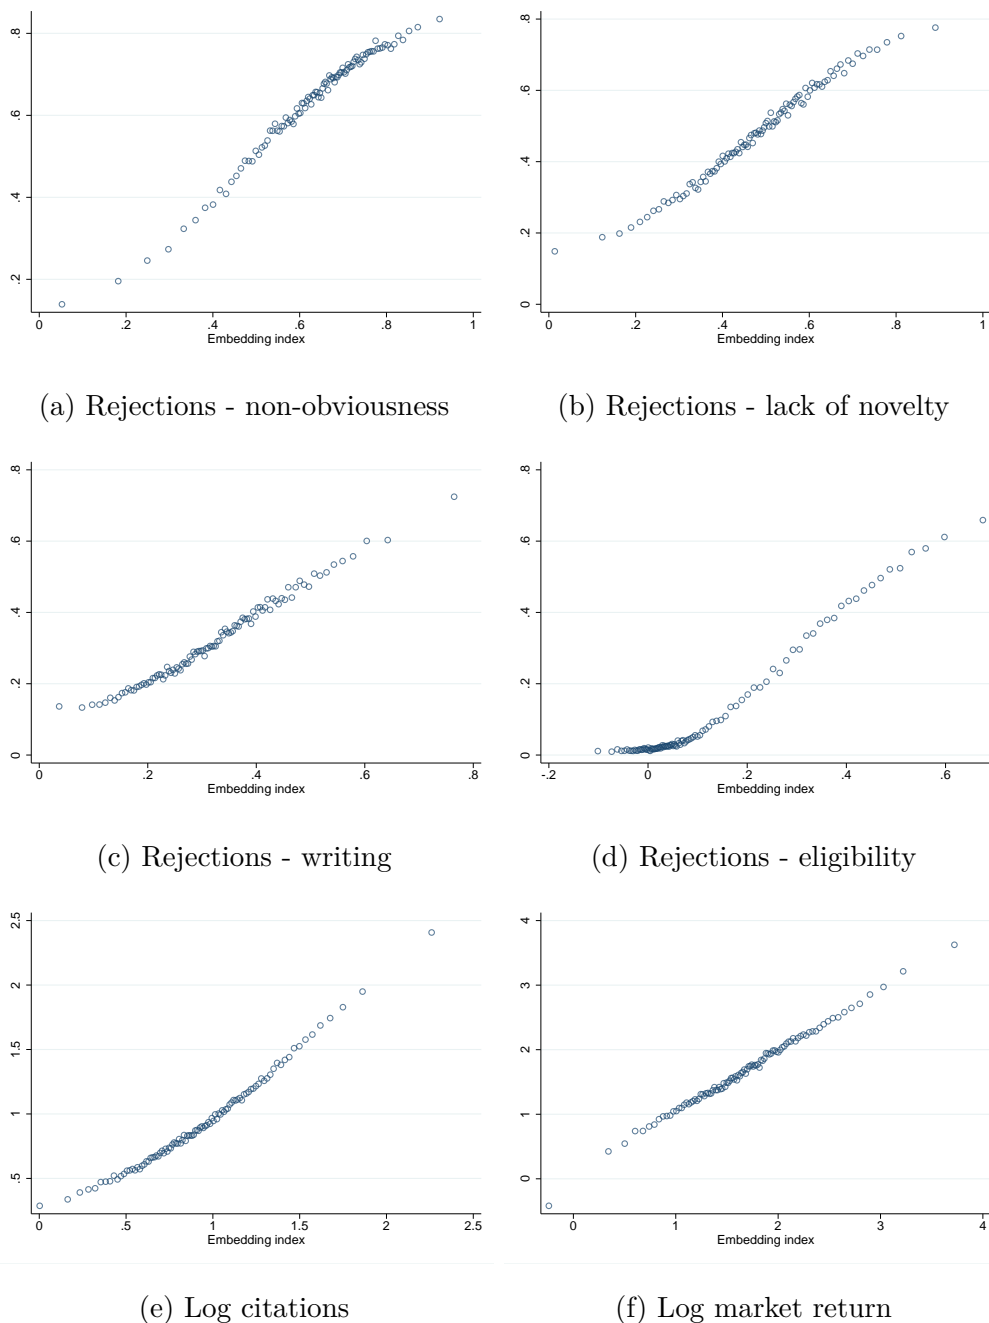 .8
.6
.4
.2
0 .2 .4 .6 .8 1
Embedding index
(a) Rejections - non-obviousness
.8
.6
.4
.2
0
0 .2 .4 .6 .8 1
Embedding index
(b) Rejections - lack of novelty
.8
.6
.4
.2
0
0 .2 .4 .6 .8
Embedding index
(c) Rejections - writing
.8
.6
.4
.2
0
-.2 0 .2 .4 .6
Embedding index
(d) Rejections - eligibility
2.5
2
1.5
1
.5
0 .5 1 1.5 2 2.5
Embedding index
(e) Log citations
4
3
2
1
0
0 1 2 3 4
Embedding index
(f) Log market return